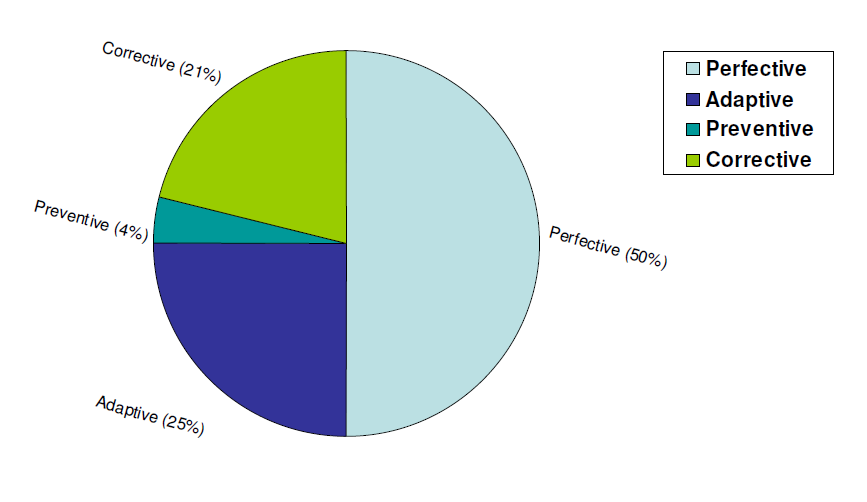 Corrective (21%)
Preventive (4%)
Adaptive (25%)
Perfective (50%)
Perfective
Adaptive
Preventive
Corrective